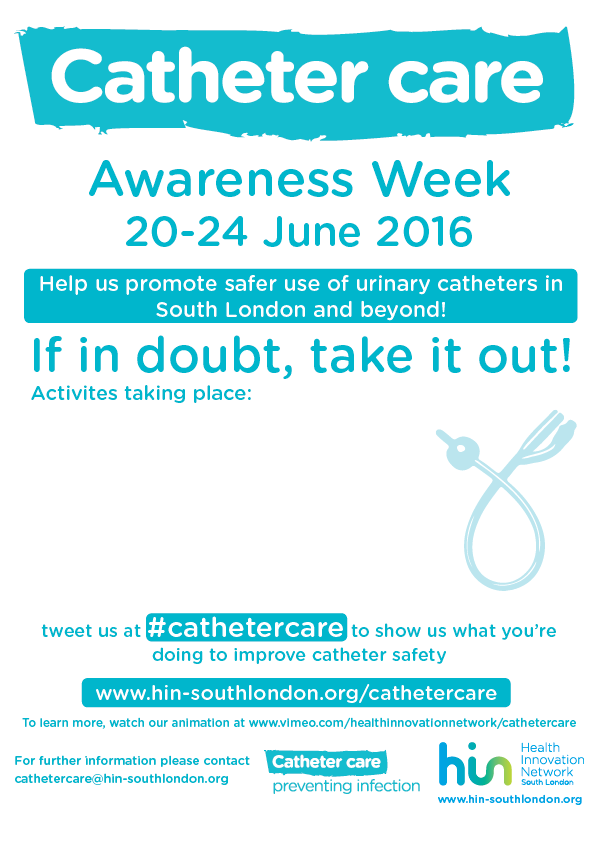 Catheter care
Awareness Week
20-24 June 2016
Help us promote safer use of urinary catheters in
South London and beyond!
If in doubt, take it out!
Activites taking place:
tweet us at #cathetercare to show us what you're
doing to improve catheter safety
www.hin-southlondon.org/cathetercare
To learn more, watch our animation at www.vimeo.com/healthinnovationnetwork/cathetercare
For further information please contact
cathetercare@hin-southlondon.org
Catheter care
preventing infection
hin
Health
Innovation
Network
South London
www.hin-southlondon.org